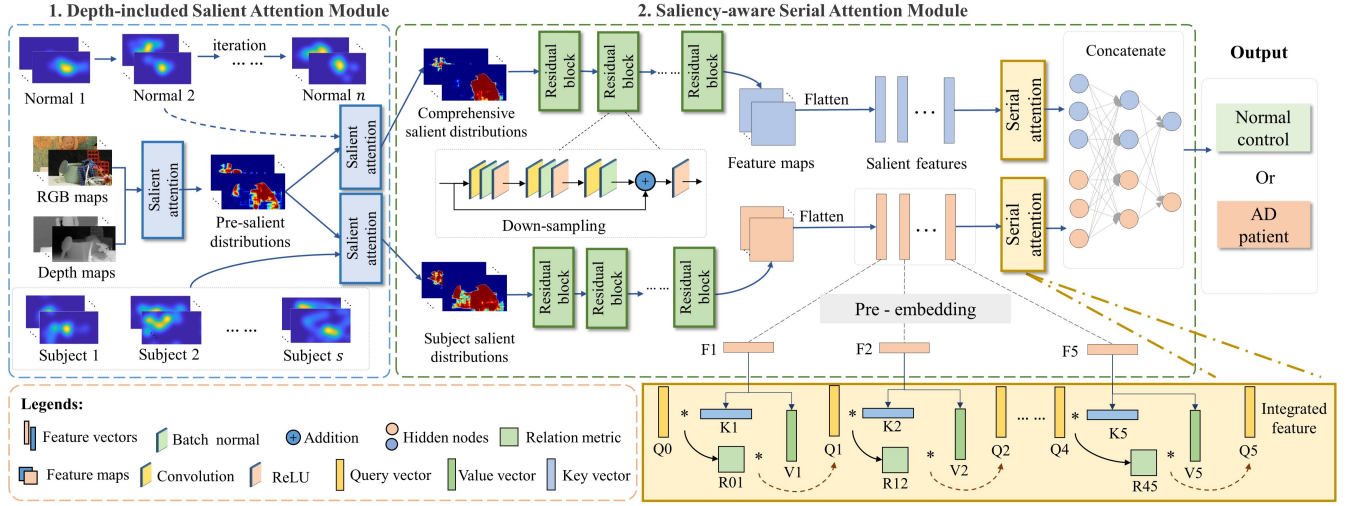 1. Depth-included Salient Attention Module
2. Saliency-aware Serial Attention Module
iteration
... ...
Normal 1
Normal 2
Normal n
RGB maps
Depth maps
Salient
attention
Pre-salient
distributions
Salient
attention
Salient
attention
Subject 1
Subject 2
... ...
Subject s
Comprehensive
salient distributions
Residual
block
Residual
block
... ...
Residual
block
Down-sampling
Subject salient
distributions
Residual
block
Residual
block
... ...
Residual
block
Feature maps
Flatten
Flatten
...
Salient features
...
Serial
attention
Serial
attention
Concatenate
Output
Normal
control
Or
AD
patient
Pre - embedding
F1
F2
F5
Legends:
Feature vectors
Batch normal
Addition
Hidden nodes
Relation metric
Feature maps
Convolution
ReLU
Query vector
Value vector
Key vector
Q0
*
K1
R01
*
V1
Q1
*
K2
R12
*
V2
Q2
... ...
Q4
*
K5
R45
*
V5
Q5
Integrated
feature